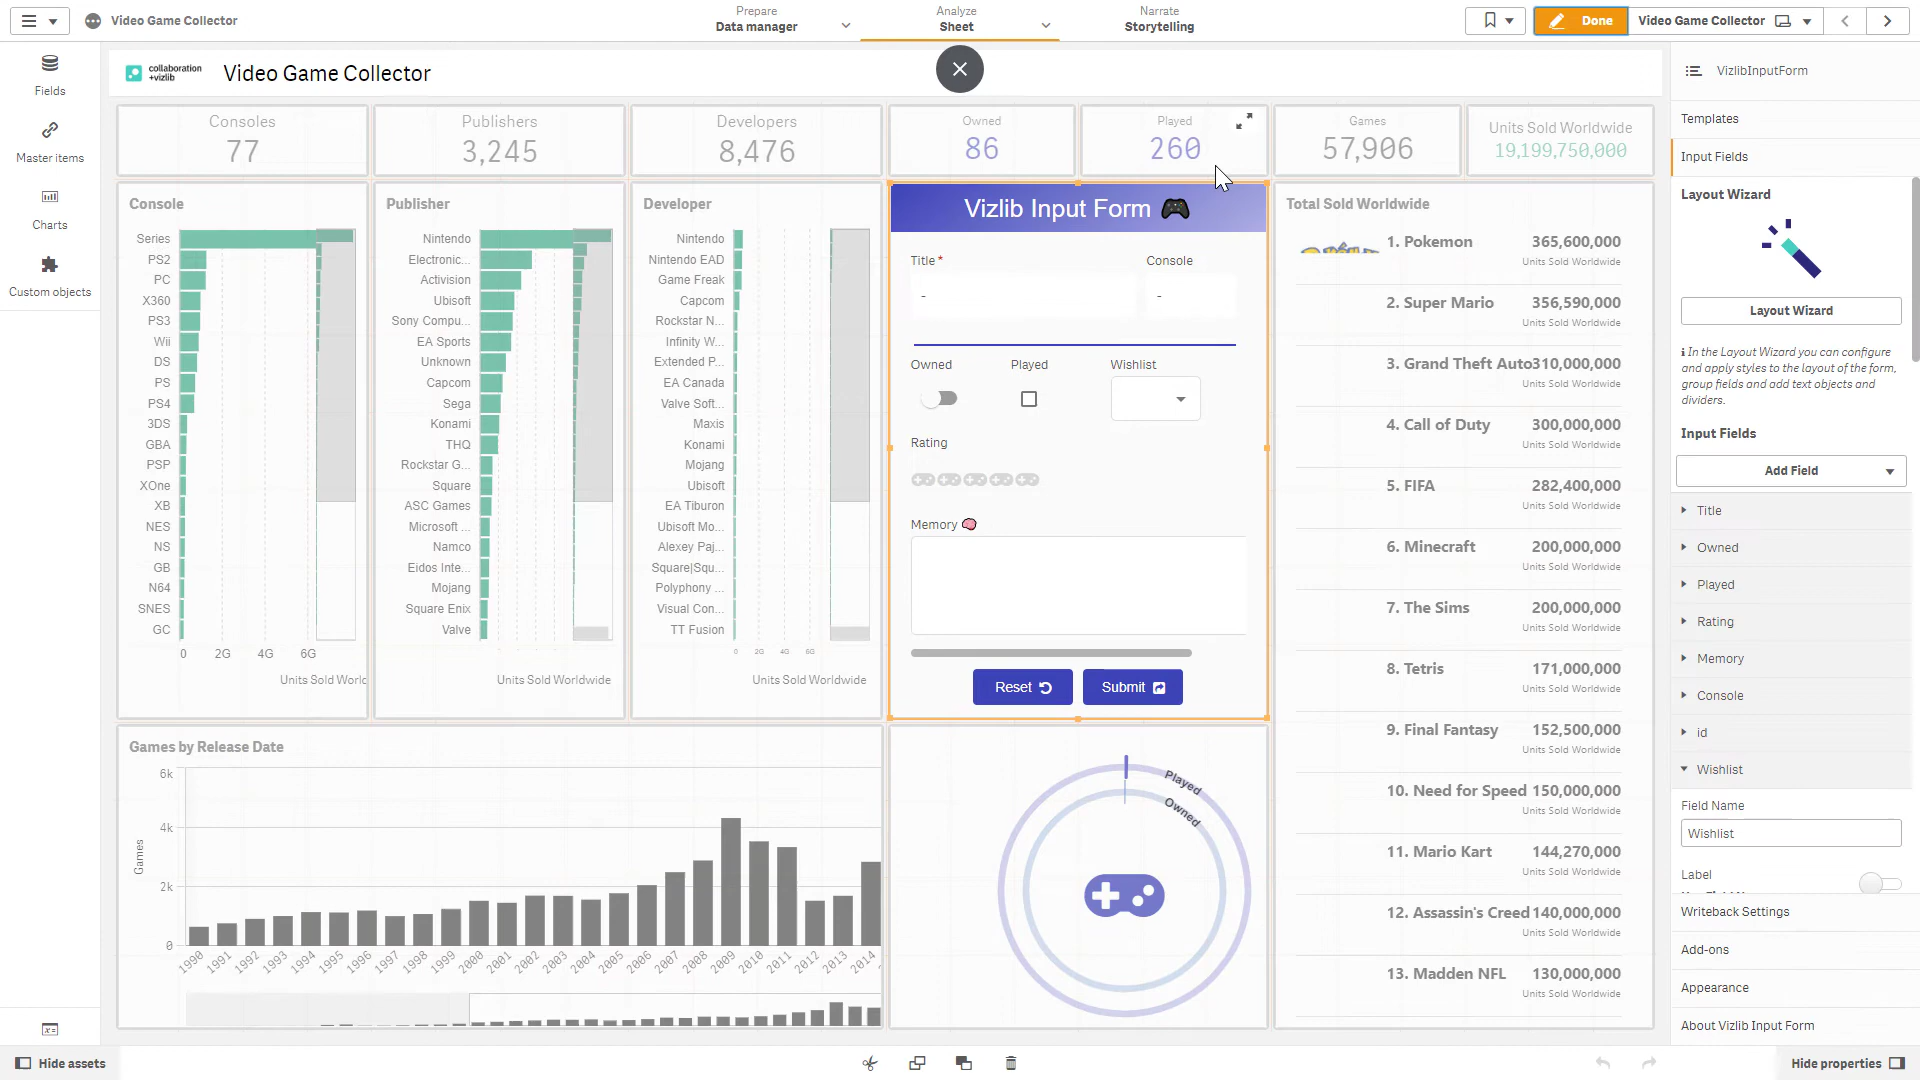 Video Game Collector
Prepare
Data manager
Analyze
Sheet
Narrate
Storytelling
Done
Video Game Collector
Fields
Master items
Charts
Custom objects
collaboration
+vizlib
Video Game Collector
Consoles
77
Publishers
3,245
Developers
8,476
Owned
86
Played
260
Games
57,906
Units Sold Worldwide
19,199,750,000
Console
Series
PS2
PC
X360
PS3
Wii
DS
PS
PS4
3DS
GBA
PSP
XOne
XB
NES
NS
GB
N64
SNES
GC
0 2G 4G 6G
Units Sold Worl
Publisher
Nintendo
Electronic...
Activision
Ubisoft
Sony Compu...
EA Sports
Unknown
Capcom
Sega
Konami
THQ
Rockstar G...
Square
ASC Games
Microsoft ...
Namco
Eidos Inte...
Mojang
Square Enix
Valve
Units Sold Worldwide
Developer
Nintendo
Nintendo EAD
Game Freak
Capcom
Rockstar N...
Infinity W...
Extended P...
EA Canada
Valve Soft...
Maxis
Konami
Mojang
Ubisoft
EA Tiburon
Ubisoft Mo...
Alexey Paj...
Square|Squ...
Polyphony ...
Visual Con...
TT Fusion
0 2G 4G 6G
Units Sold Worldwide
Vizlib Input Form 🎮
Title *
-
Console
-
Owned
Played
Wishlist
Rating
Memory 🧠
Reset
Submit
Total Sold Worldwide
1. Pokemon 365,600,000
Units Sold Worldwide
2. Super Mario 356,590,000
Units Sold Worldwide
3. Grand Theft Auto310,000,000
Units Sold Worldwide
4. Call of Duty 300,000,000
Units Sold Worldwide
5. FIFA 282,400,000
Units Sold Worldwide
6. Minecraft 200,000,000
Units Sold Worldwide
7. The Sims 200,000,000
Units Sold Worldwide
8. Tetris 171,000,000
Units Sold Worldwide
9. Final Fantasy 152,500,000
Units Sold Worldwide
10. Need for Speed 150,000,000
Units Sold Worldwide
11. Mario Kart 144,270,000
Units Sold Worldwide
12. Assassin's Creed 140,000,000
Units Sold Worldwide
13. Madden NFL 130,000,000
Units Sold Worldwide
Games by Release Date
Games
6k
4k
2k
0
1990 1991 1992 1993 1994 1995 1996 1997 1998 1999 2000 2001 2002 2003 2004 2005 2006 2007 2008 2009 2010 2011 2012 2013 2014
Played
Owned
VizlibInputForm
Templates
Input Fields
Layout Wizard
Layout Wizard
i In the Layout Wizard you can configure
and apply styles to the layout of the form,
group fields and add text objects and
dividers.
Input Fields
Add Field
Title
Owned
Played
Rating
Memory
Console
id
Wishlist
Field Name
Wishlist
Label
Writeback Settings
Add-ons
Appearance
About Vizlib Input Form
Hide assets
Hide properties